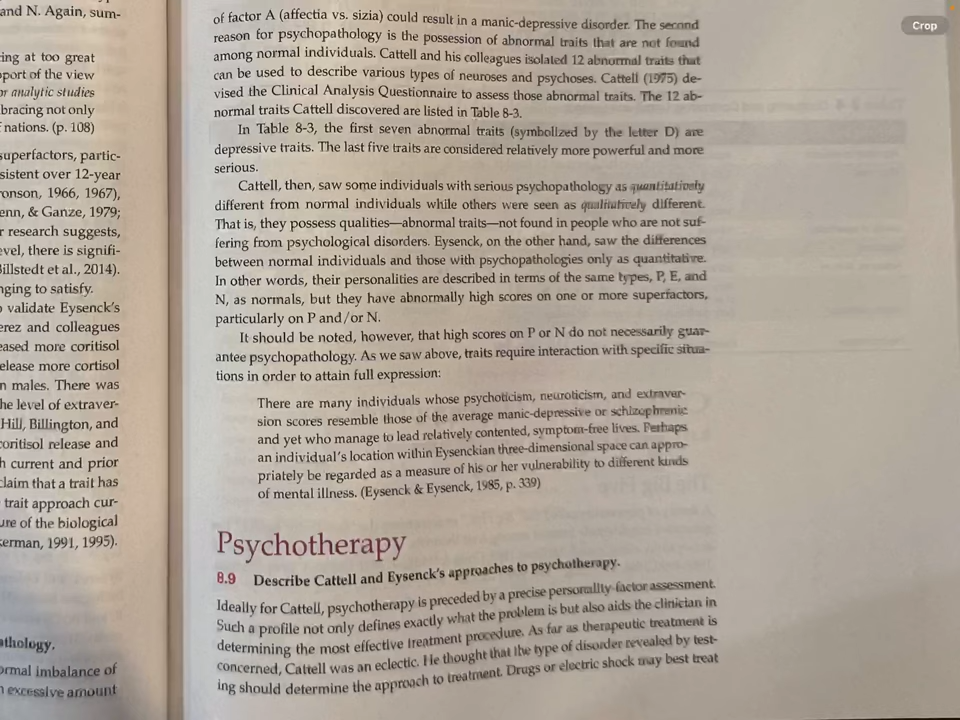 and N. Again, sum-
ing at too great
pport of the view
or analytic studies
bracing not only
nations. (p. 108)
superfactors, partic-
sistent over 12-year
ronson, 1966, 1967),
enn, & Ganze, 1979;
r research suggests,
evel, there is signifi-
Billstedt et al., 2014).
nging to satisfy.
o validate Eysenck's
erez and colleagues
eased more coritisol
elease more cortisol
n males. There was
he level of extraver-
Hill, Billington, and
coritisol release and
h current and prior
claim that a trait has
trait approach cur-
ure of the biological
kerman, 1991, 1995).
athology.
ormal imbalance of
n excessive amount
of factor A (affectia vs. sizia) could result in a manic-depressive disorder. The second
reason for psychopathology is the possession of abnormal traits that are not found
among normal individuals. Cattell and his colleagues isolated 12 abnormal traits that
can be used to describe various types of neuroses and psychoses. Cattell (1975) de-
vised the Clinical Analysis Questionnaire to assess those abnormal traits. The 12 ab-
normal traits Cattell discovered are listed in Table 8-3.
In Table 8-3, the first seven abnormal traits (symbolized by the letter D) are
depressive traits. The last five traits are considered relatively more powerful and more
serious.
Cattell, then, saw some individuals with serious psychopathology as quantitatively
different from normal individuals while others were seen as qualitatively different.
That is, they possess qualities—abnormal traits—not found in people who are not suf-
fering from psychological disorders. Eysenck, on the other hand, saw the differences
between normal individuals and those with psychopathologies only as quantitative.
In other words, their personalities are described in terms of the same types, P, E, and
N, as normals, but they have abnormally high scores on one or more superfactors,
particularly on P and/or N.
It should be noted, however, that high scores on P or N do not necessarily guar-
antee psychopathology. As we saw above, traits require interaction with specific situa-
tions in order to attain full expression:
There are many individuals whose psychoticism, neuroticism, and extraver-
sion scores resemble those of the average manic-depressive or schizophrenic
and yet who manage to lead relatively contented, symptom-free lives. Perhaps
an individual's location within Eysenckian three-dimensional space can appro-
priately be regarded as a measure of his or her vulnerability to different kinds
of mental illness. (Eysenck & Eysenck, 1985, p. 339)
Psychotherapy
8.9 Describe Cattell and Eysenck's approaches to psychotherapy.
Ideally for Cattell, psychotherapy is preceded by a precise personality-factor assessment.
Such a profile not only defines exactly what the problem is but also aids the clinician in
determining the most effective treatment procedure. As far as therapeutic treatment is
concerned, Cattell was an eclectic. He thought that the type of disorder revealed by test-
ing should determine the approach to treatment. Drugs or electric shock may best treat
Crop